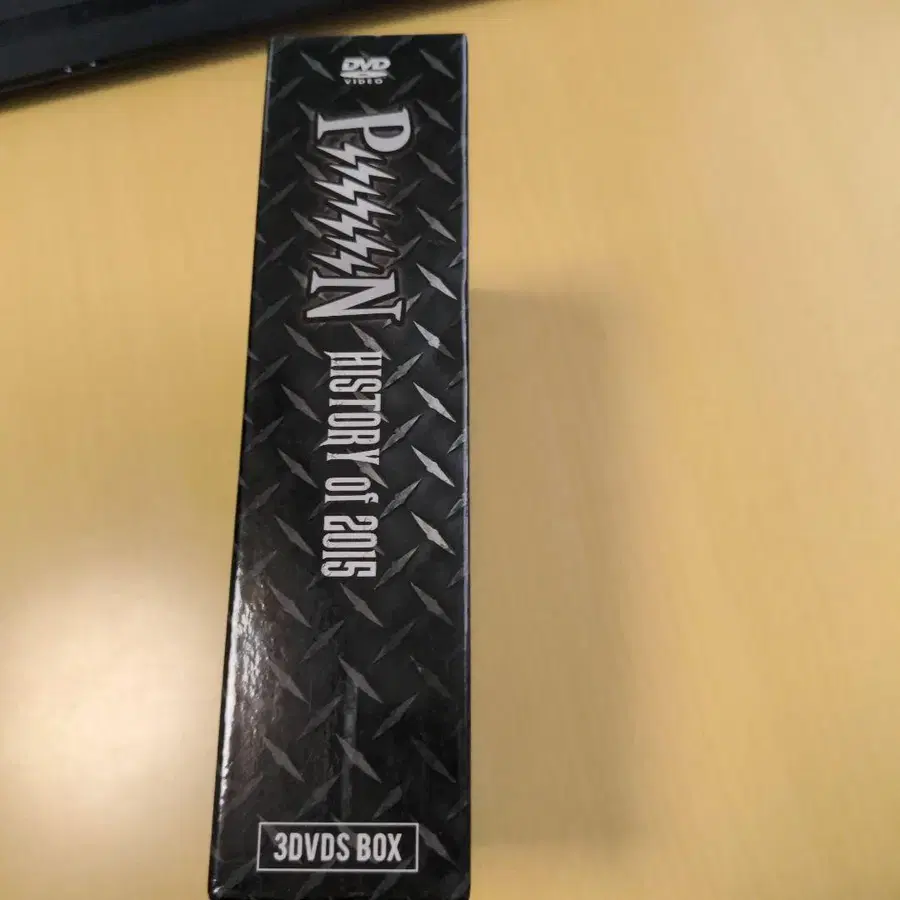 DVD
VIDEO
P⚡⚡⚡⚡⚡N HISTORY of 2015
3DVDS BOX